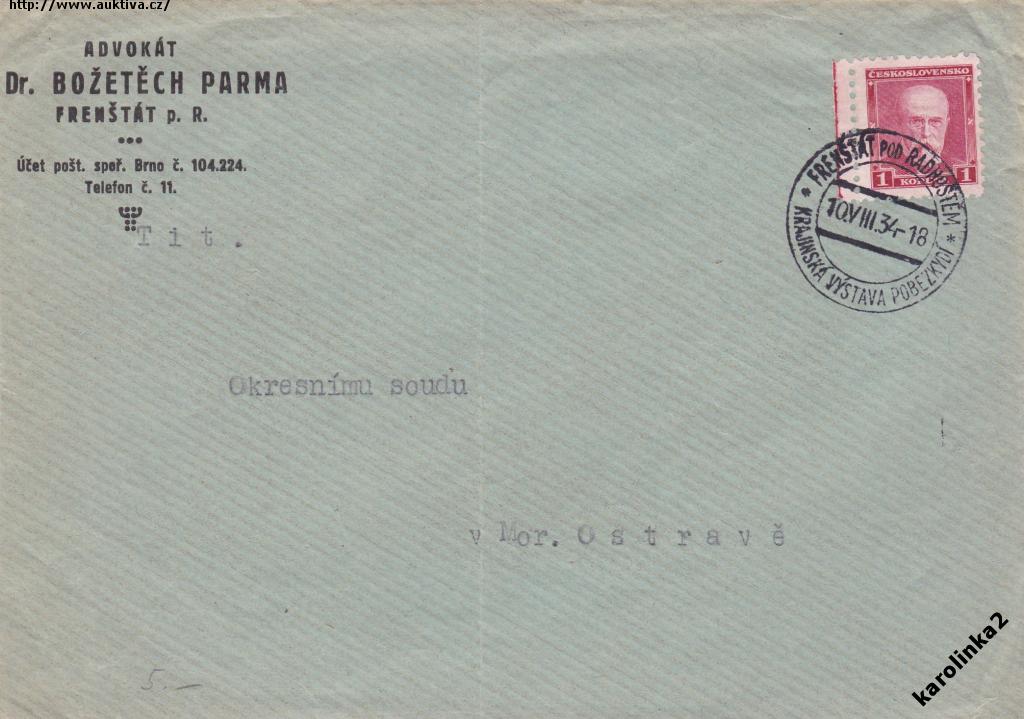 http://www.auktiva.cz/
ADVOKÁT
Dr. BOŽETĚCH PARMA
FRENŠTÁT p. R.
Účet pošt. spoř. Brno č. 104.224.
Telefon č. 11.
ČESKOSLOVENSKO
1 1
FRENŠTÁT POD RADHOŠTĚM
10.VIII.34-18
* KRAJINSKÁ VÝSTAVA POBEZKYDÍ *
Tit.
Okresnímu soudu
v Mor. Ostravě
5.—
karolinka2